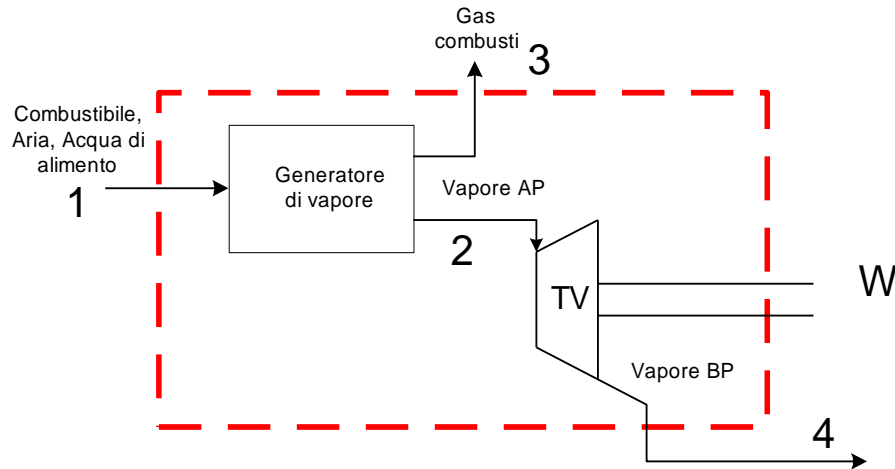 Gas
combusti
3
Combustibile,
Aria, Acqua di
alimento
1
Generatore
di vapore
Vapore AP
2
TV
W
Vapore BP
4